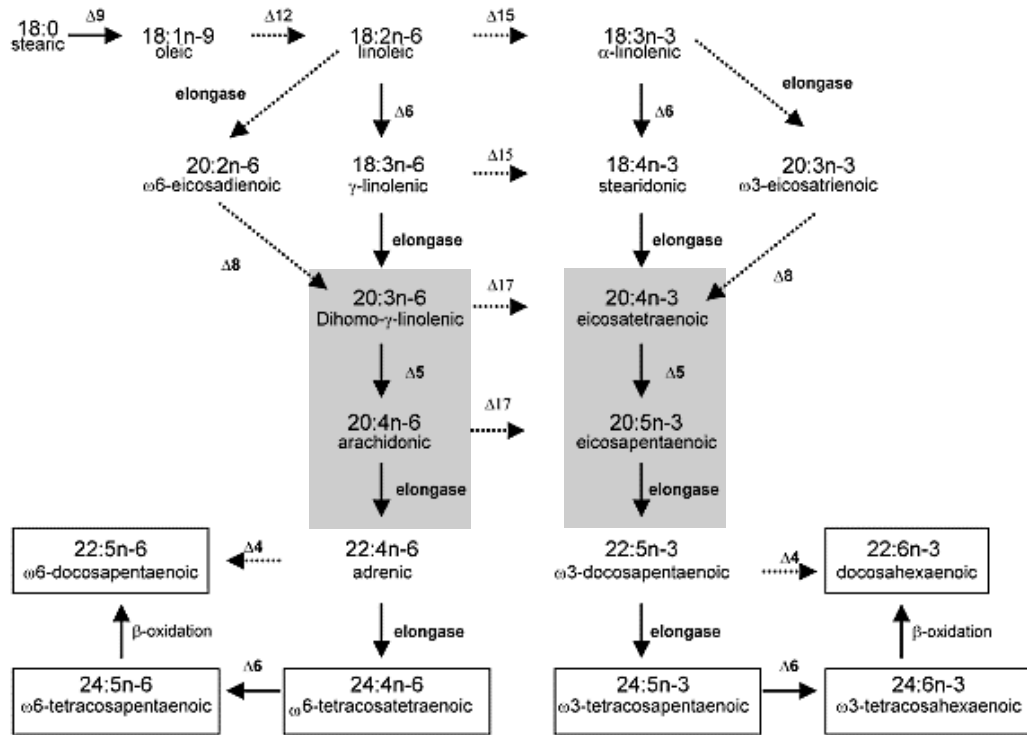 18:0
stearic
Δ9
18:1n-9
oleic
Δ12
18:2n-6
linoleic
Δ15
18:3n-3
α-linolenic
elongase
Δ6
Δ6
elongase
20:2n-6
ω6-eicosadienoic
18:3n-6
γ-linolenic
Δ15
18:4n-3
stearidonic
20:3n-3
ω3-eicosatrienoic
Δ8
elongase
elongase
Δ8
20:3n-6
Dihomo-γ-linolenic
Δ17
20:4n-3
eicosatetraenoic
Δ5
Δ5
20:4n-6
arachidonic
Δ17
20:5n-3
eicosapentaenoic
elongase
elongase
22:5n-6
ω6-docosapentaenoic
Δ4
22:4n-6
adrenic
22:5n-3
ω3-docosapentaenoic
Δ4
22:6n-3
docosahexaenoic
β-oxidation
elongase
elongase
β-oxidation
24:5n-6
ω6-tetracosapentaenoic
Δ6
24:4n-6
ω6-tetracosatetraenoic
24:5n-3
ω3-tetracosapentaenoic
Δ6
24:6n-3
ω3-tetracosahexaenoic